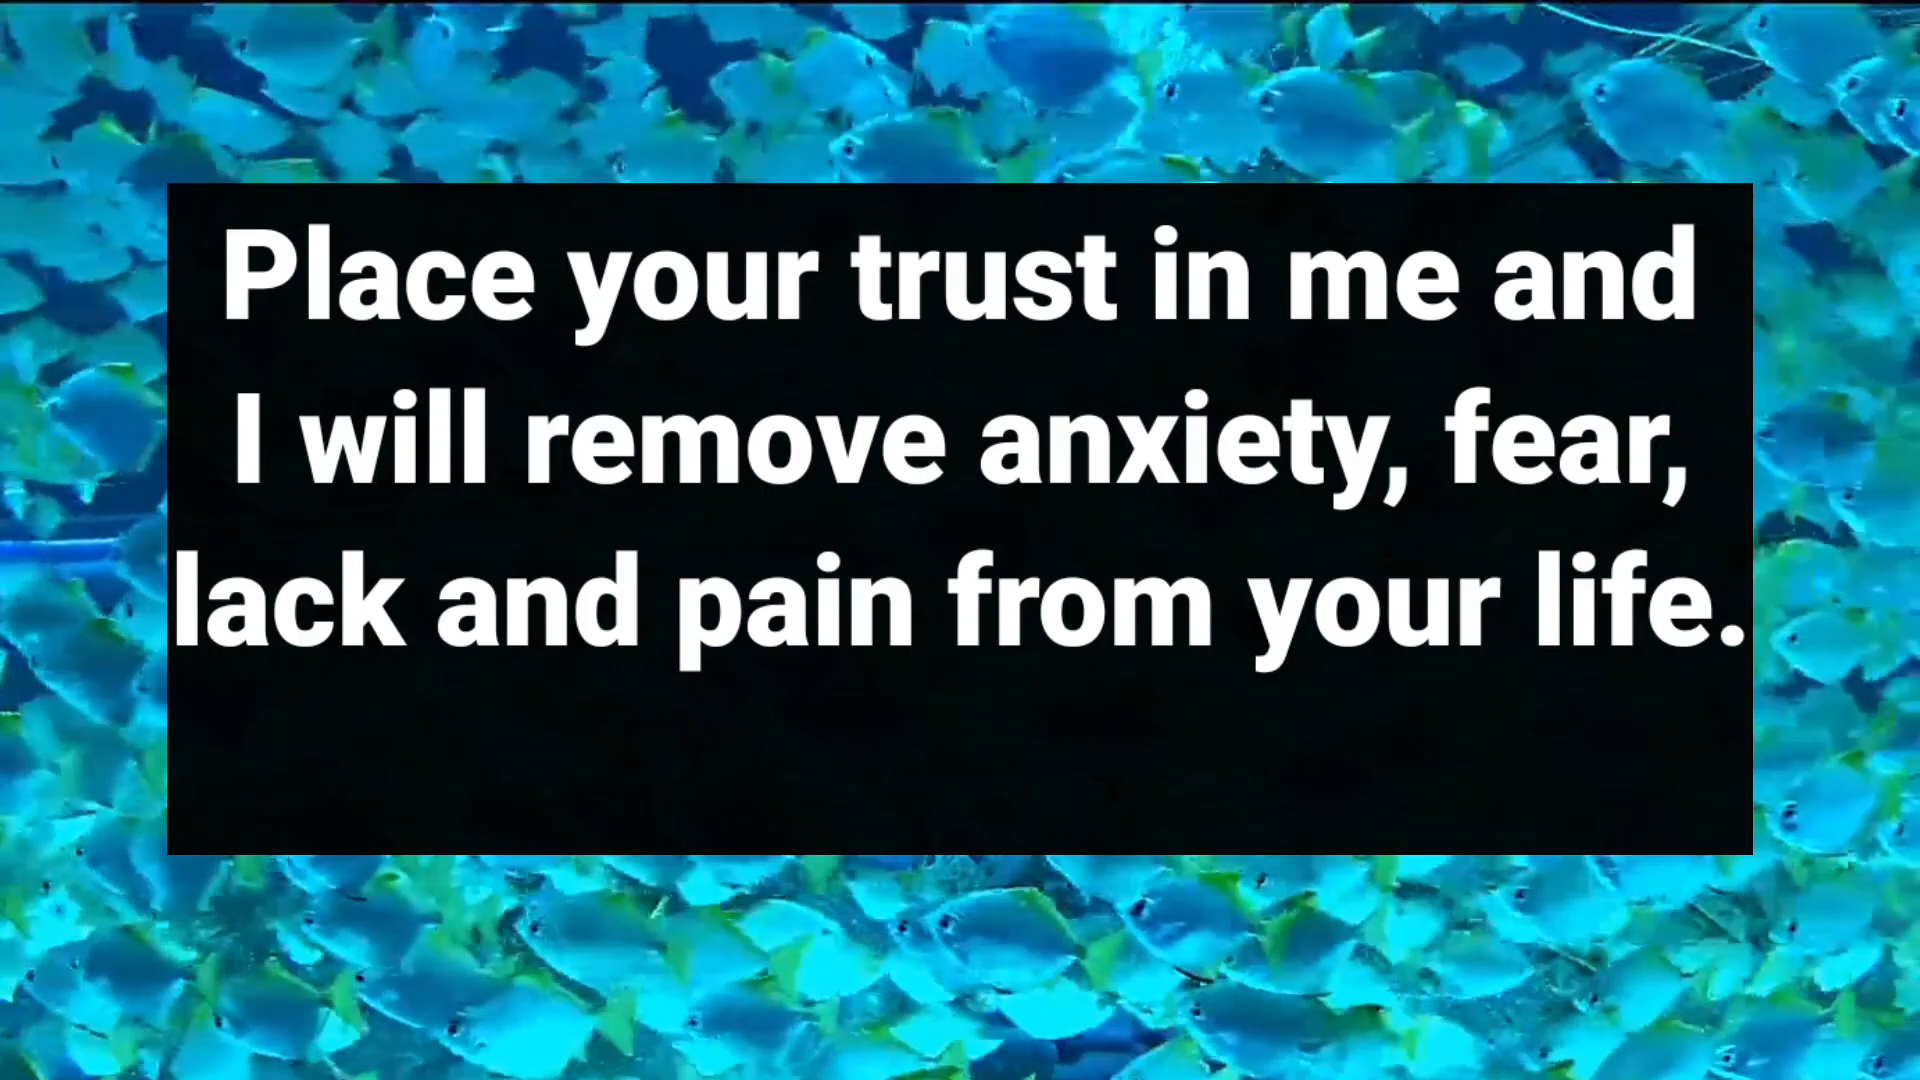 Place your trust in me and
I will remove anxiety, fear,
lack and pain from your life.